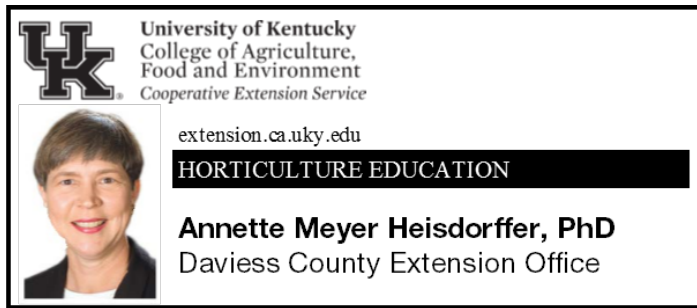 University of Kentucky
College of Agriculture,
Food and Environment
Cooperative Extension Service
UK
extension.ca.uky.edu
HORTICULTURE EDUCATION
Annette Meyer Heisdorffer, PhD
Daviess County Extension Office